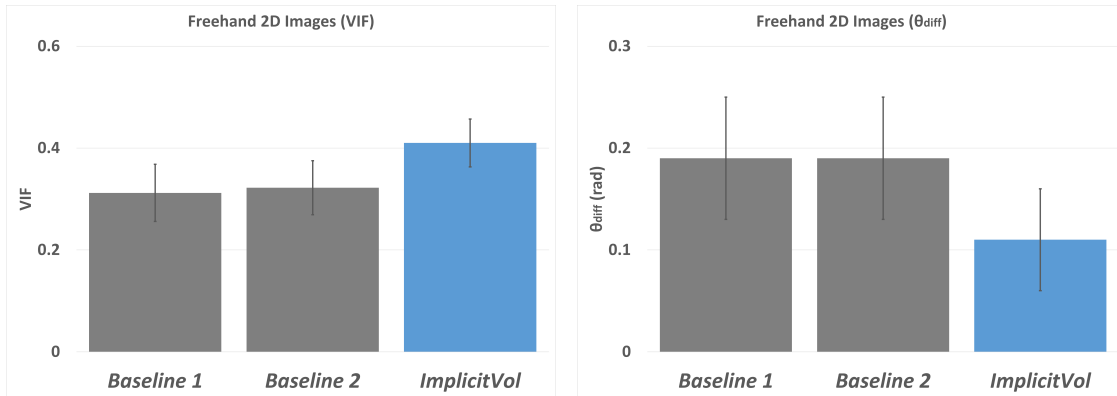 Freehand 2D Images (VIF)
0.6
0.4
0.2
0
VIF
Baseline 1 Baseline 2 ImplicitVol
Freehand 2D Images (θdiff)
0.3
0.2
0.1
0
θdiff (rad)
Baseline 1 Baseline 2 ImplicitVol